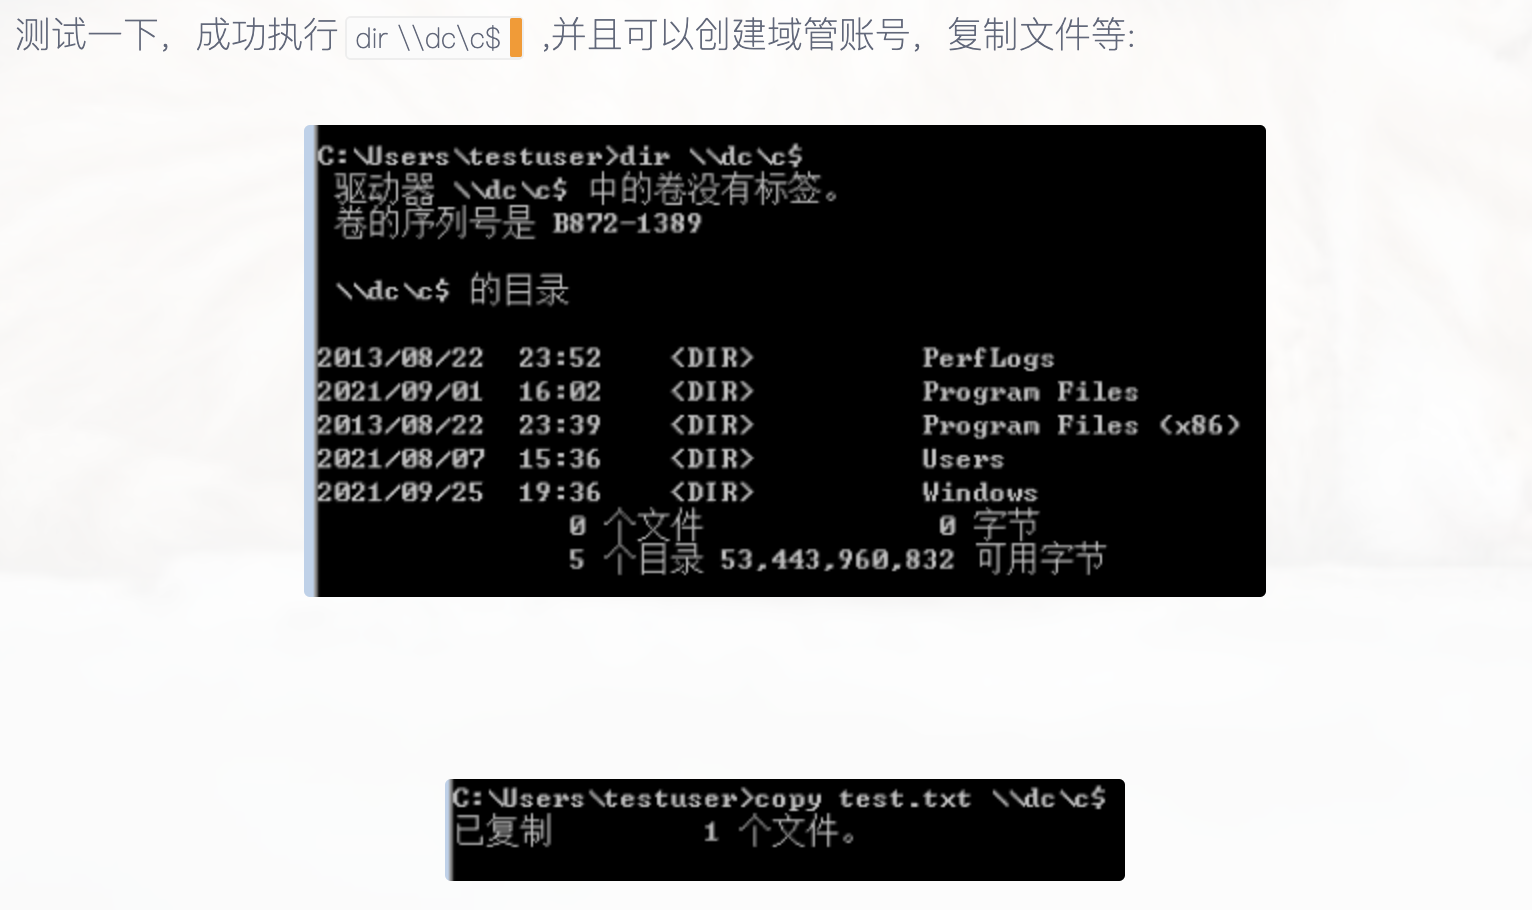 测试一下，成功执行 dir \\dc\c$ ,并且可以创建域管账号，复制文件等:
C:\Users\testuser>dir \\dc\c$
驱动器 \\dc\c$ 中的卷没有标签。
卷的序列号是 B872-1389
\\dc\c$ 的目录
2013/08/22 23:52 <DIR> PerfLogs
2021/09/01 16:02 <DIR> Program Files
2013/08/22 23:39 <DIR> Program Files (x86)
2021/08/07 15:36 <DIR> Users
2021/09/25 19:36 <DIR> Windows
0 个文件 0 字节
5 个目录 53,443,960,832 可用字节
C:\Users\testuser>copy test.txt \\dc\c$
已复制 1 个文件。